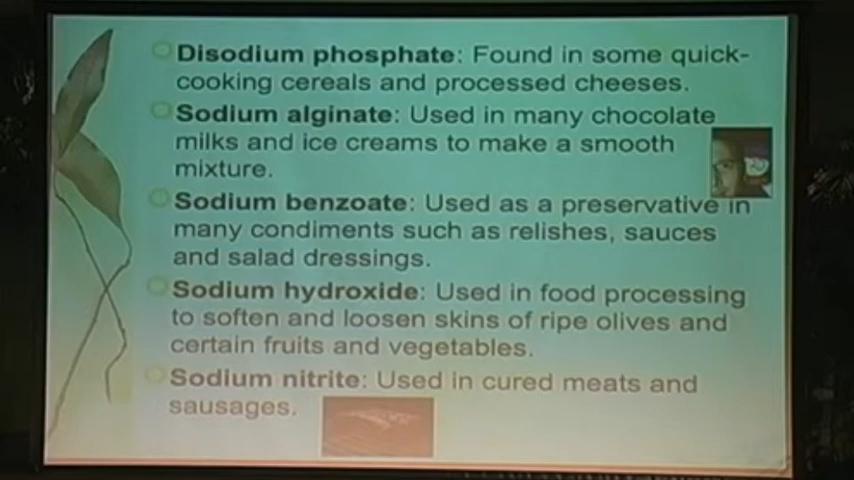 Disodium phosphate: Found in some quick-
cooking cereals and processed cheeses.
Sodium alginate: Used in many chocolate
milks and ice creams to make a smooth
mixture.
Sodium benzoate: Used as a preservative in
many condiments such as relishes, sauces
and salad dressings.
Sodium hydroxide: Used in food processing
to soften and loosen skins of ripe olives and
certain fruits and vegetables.
Sodium nitrite: Used in cured meats and
sausages.